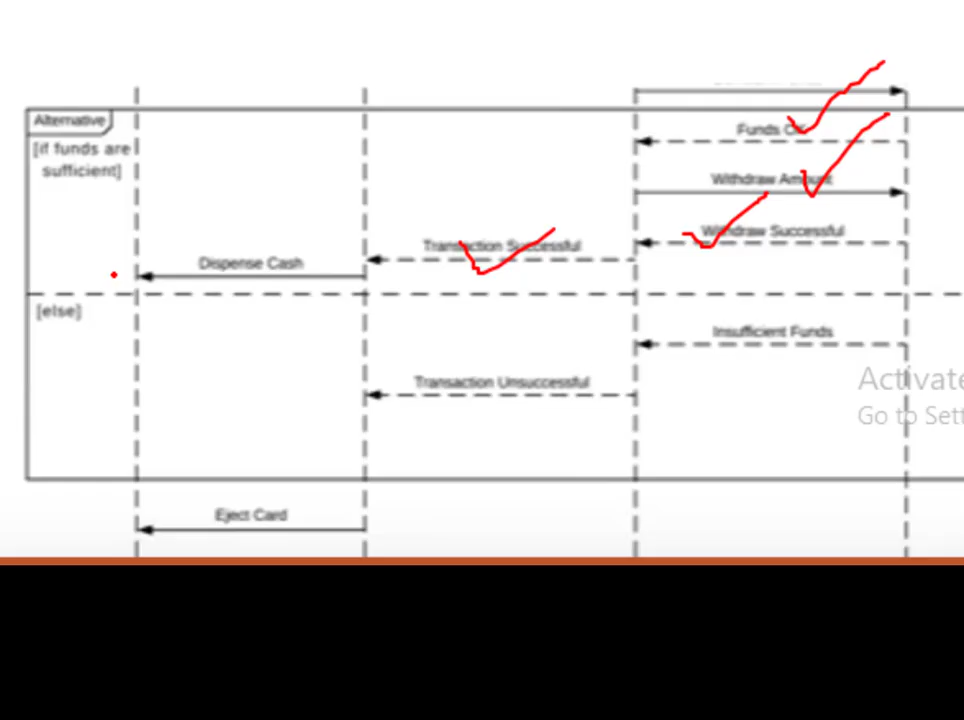 Alternative
[if funds are
sufficient]
Funds OK
Withdraw Amount
Withdraw Successful
Transaction Successful
Dispense Cash
[else]
Insufficient Funds
Transaction Unsuccessful
Activate
Go to Sett
Eject Card